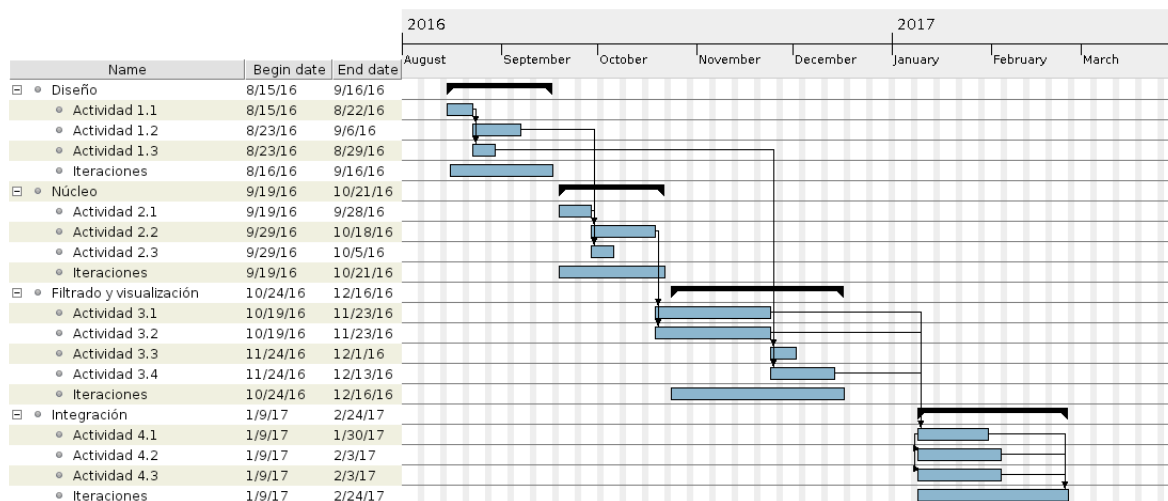 2016 2017
August September October November December January February March
Name Begin date End date
Diseño 8/15/16 9/16/16
Actividad 1.1 8/15/16 8/22/16
Actividad 1.2 8/23/16 9/6/16
Actividad 1.3 8/23/16 8/29/16
Iteraciones 8/16/16 9/16/16
Núcleo 9/19/16 10/21/16
Actividad 2.1 9/19/16 9/28/16
Actividad 2.2 9/29/16 10/18/16
Actividad 2.3 9/29/16 10/5/16
Iteraciones 9/19/16 10/21/16
Filtrado y visualización 10/24/16 12/16/16
Actividad 3.1 10/19/16 11/23/16
Actividad 3.2 10/19/16 11/23/16
Actividad 3.3 11/24/16 12/1/16
Actividad 3.4 11/24/16 12/13/16
Iteraciones 10/24/16 12/16/16
Integración 1/9/17 2/24/17
Actividad 4.1 1/9/17 1/30/17
Actividad 4.2 1/9/17 2/3/17
Actividad 4.3 1/9/17 2/3/17
Iteraciones 1/9/17 2/24/17